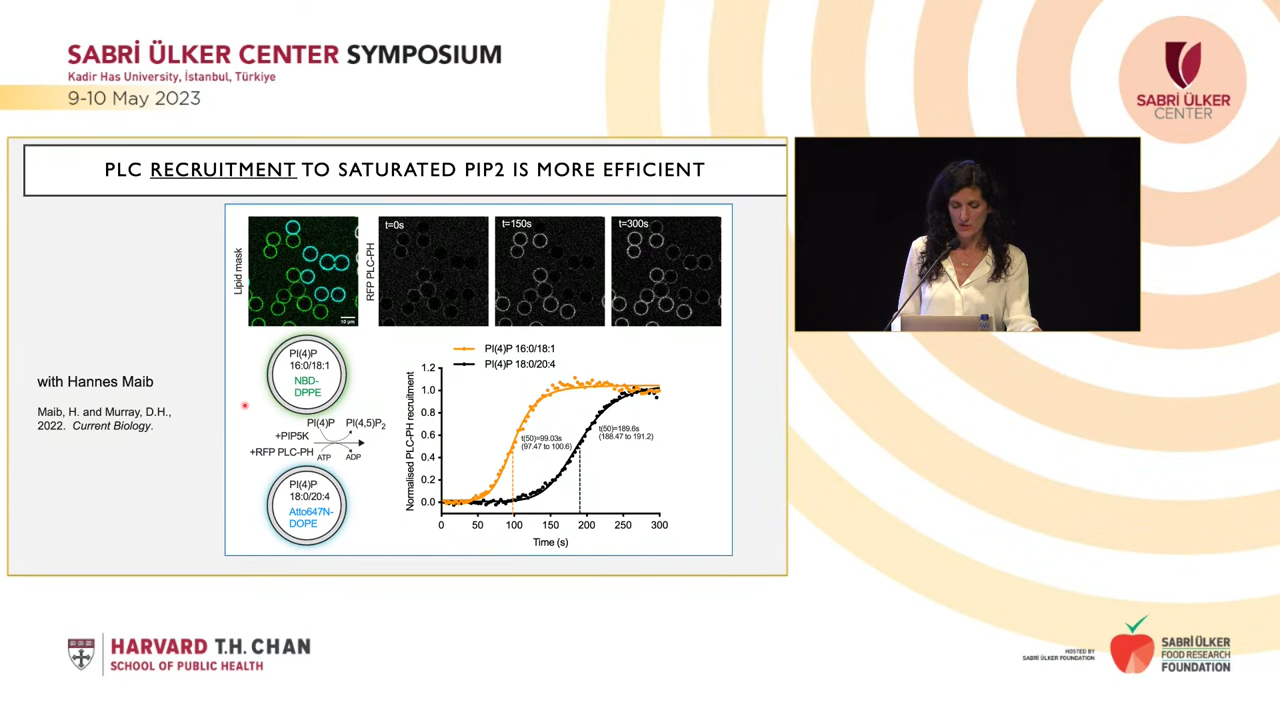 SABRİ ÜLKER CENTER SYMPOSIUM
Kadir Has University, İstanbul, Türkiye
9-10 May 2023
SABRİ ÜLKER
CENTER
PLC RECRUITMENT TO SATURATED PIP2 IS MORE EFFICIENT
Lipid mask
10 µm
RFP PLC-PH
t=0s
t=150s
t=300s
with Hannes Maib
Maib, H. and Murray, D.H.,
2022. Current Biology.
PI(4)P
16:0/18:1
NBD-
DPPE
PI(4)P PI(4,5)P2
+PIP5K
+RFP PLC-PH
ATP ADP
PI(4)P
18:0/20:4
Atto647N-
DOPE
PI(4)P 16:0/18:1
PI(4)P 18:0/20:4
Normalised PLC-PH recruitment
1.2
1.0
0.8
0.6
0.4
0.2
0.0
t(50)=99.03s
(97.47 to 100.6)
t(50)=189.6s
(188.47 to 191.2)
0 50 100 150 200 250 300
Time (s)
HARVARD T.H. CHAN
SCHOOL OF PUBLIC HEALTH
HOSTED BY
SABRI ÜLKER FOUNDATION
SABRİ ÜLKER
FOOD RESEARCH
FOUNDATION